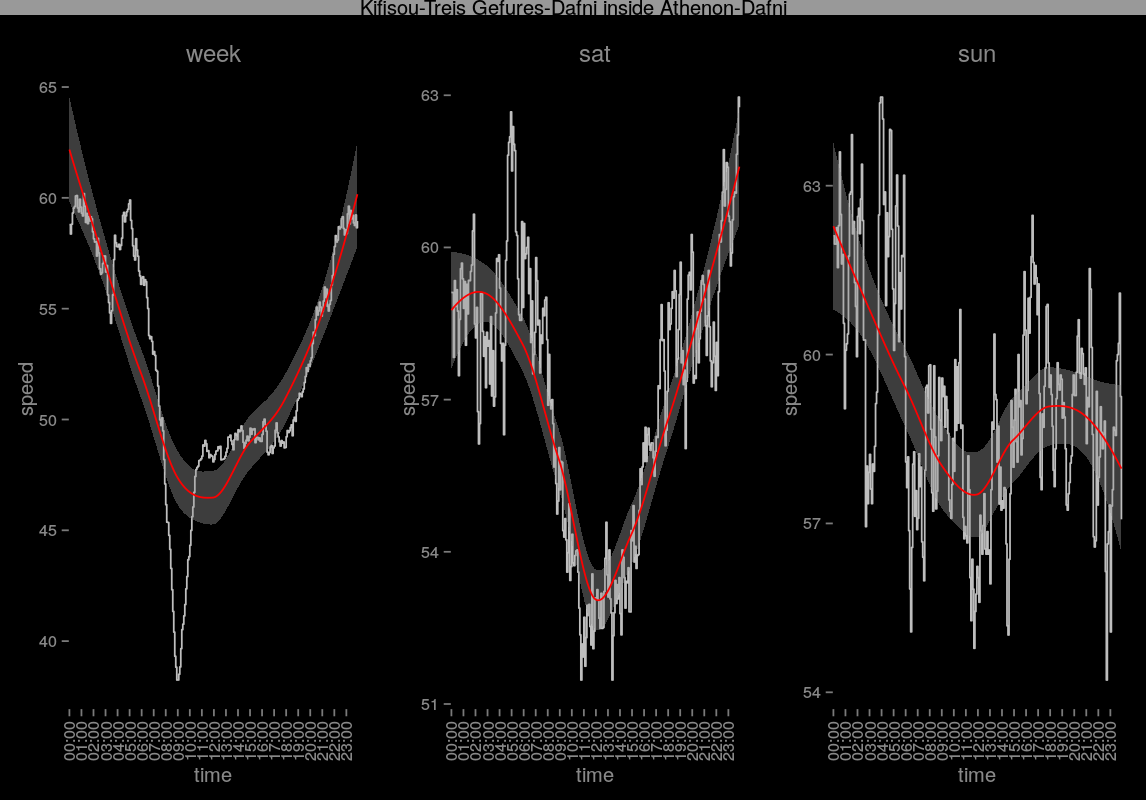 Kifisou-Treis Gefures-Dafni inside Athenon-Dafni
week
65
60
55
50
45
40
speed
00:00 01:00 02:00 03:00 04:00 05:00 06:00 07:00 08:00 09:00 10:00 11:00 12:00 13:00 14:00 15:00 16:00 17:00 18:00 19:00 20:00 21:00 22:00 23:00
time
sat
63
60
57
54
51
speed
00:00 01:00 02:00 03:00 04:00 05:00 06:00 07:00 08:00 09:00 10:00 11:00 12:00 13:00 14:00 15:00 16:00 17:00 18:00 19:00 20:00 21:00 22:00 23:00
time
sun
63
60
57
54
speed
00:00 01:00 02:00 03:00 04:00 05:00 06:00 07:00 08:00 09:00 10:00 11:00 12:00 13:00 14:00 15:00 16:00 17:00 18:00 19:00 20:00 21:00 22:00 23:00
time